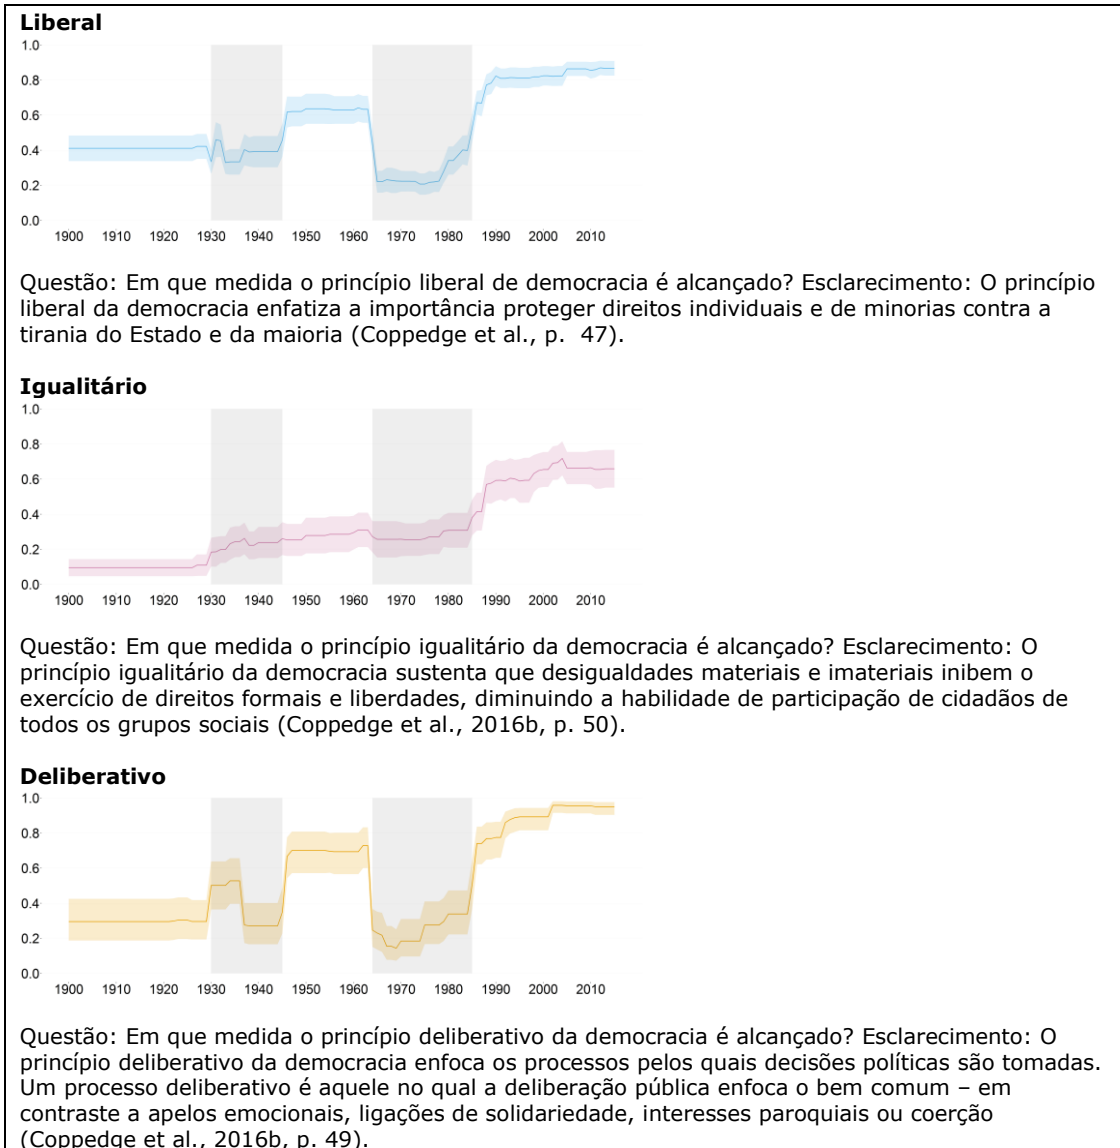 Liberal
1.0
0.8
0.6
0.4
0.2
0.0
1900 1910 1920 1930 1940 1950 1960 1970 1980 1990 2000 2010
Questão: Em que medida o princípio liberal de democracia é alcançado? Esclarecimento: O princípio
liberal da democracia enfatiza a importância proteger direitos individuais e de minorias contra a
tirania do Estado e da maioria (Coppedge et al., p. 47).
Igualitário
1.0
0.8
0.6
0.4
0.2
0.0
1900 1910 1920 1930 1940 1950 1960 1970 1980 1990 2000 2010
Questão: Em que medida o princípio igualitário da democracia é alcançado? Esclarecimento: O
princípio igualitário da democracia sustenta que desigualdades materiais e imateriais inibem o
exercício de direitos formais e liberdades, diminuindo a habilidade de participação de cidadãos de
todos os grupos sociais (Coppedge et al., 2016b, p. 50).
Deliberativo
1.0
0.8
0.6
0.4
0.2
0.0
1900 1910 1920 1930 1940 1950 1960 1970 1980 1990 2000 2010
Questão: Em que medida o princípio deliberativo da democracia é alcançado? Esclarecimento: O
princípio deliberativo da democracia enfoca os processos pelos quais decisões políticas são tomadas.
Um processo deliberativo é aquele no qual a deliberação pública enfoca o bem comum – em
contraste a apelos emocionais, ligações de solidariedade, interesses paroquiais ou coerção
(Coppedge et al., 2016b, p. 49).